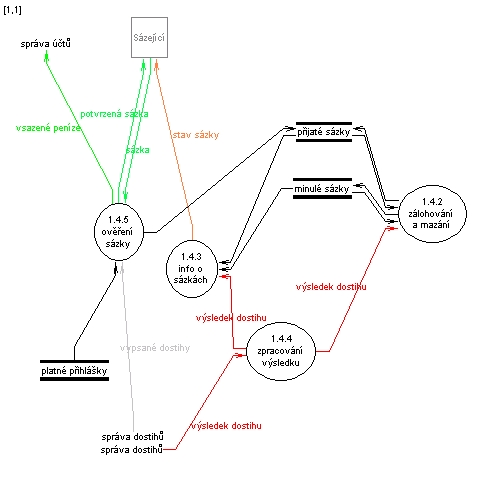 [1,1]
správa účtů
Sázející
potvrzená sázka
vsazené peníze
stav sázky
sázka
přijaté sázky
minulé sázky
1.4.5
ověření
sázky
1.4.2
zálohování
a mazání
1.4.3
info o
sázkách
výsledek dostihu
výsledek dostihu
vypsané dostihy
1.4.4
zpracování
výsledku
platné přihlášky
výsledek dostihu
správa dostihů
správa dostihů